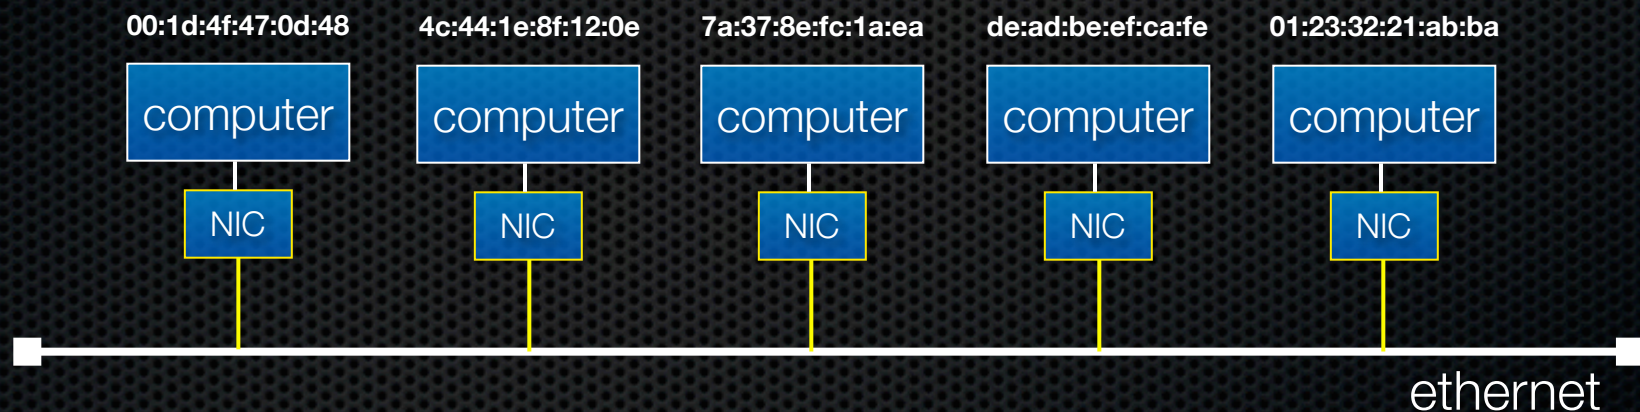 00:1d:4f:47:0d:48 4c:44:1e:8f:12:0e 7a:37:8e:fc:1a:ea de:ad:be:ef:ca:fe 01:23:32:21:ab:ba
computer computer computer computer computer
NIC NIC NIC NIC NIC
ethernet